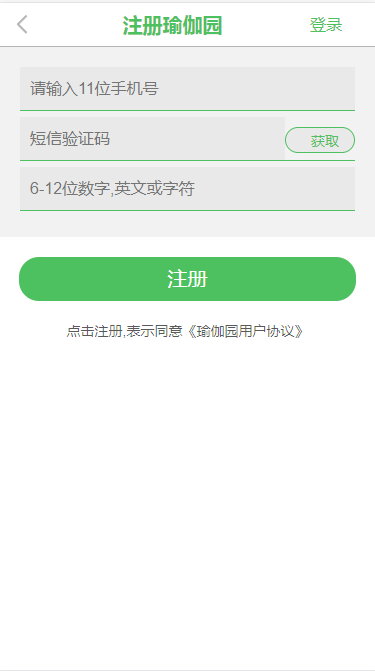 注册瑜伽园 登录
请输入11位手机号
短信验证码 获取
6-12位数字,英文或字符
注册
点击注册,表示同意《瑜伽园用户协议》